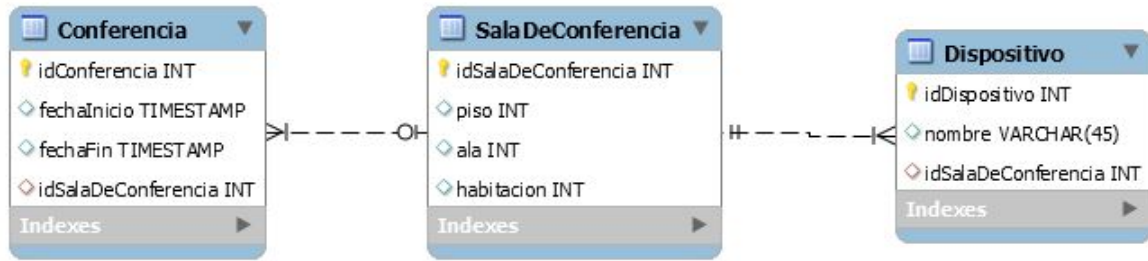 Conferencia
idConferencia INT
fechaInicio TIMESTAMP
fechaFin TIMESTAMP
idSalaDeConferencia INT
Indexes
SalaDeConferencia
idSalaDeConferencia INT
piso INT
ala INT
habitacion INT
Indexes
Dispositivo
idDispositivo INT
nombre VARCHAR(45)
idSalaDeConferencia INT
Indexes